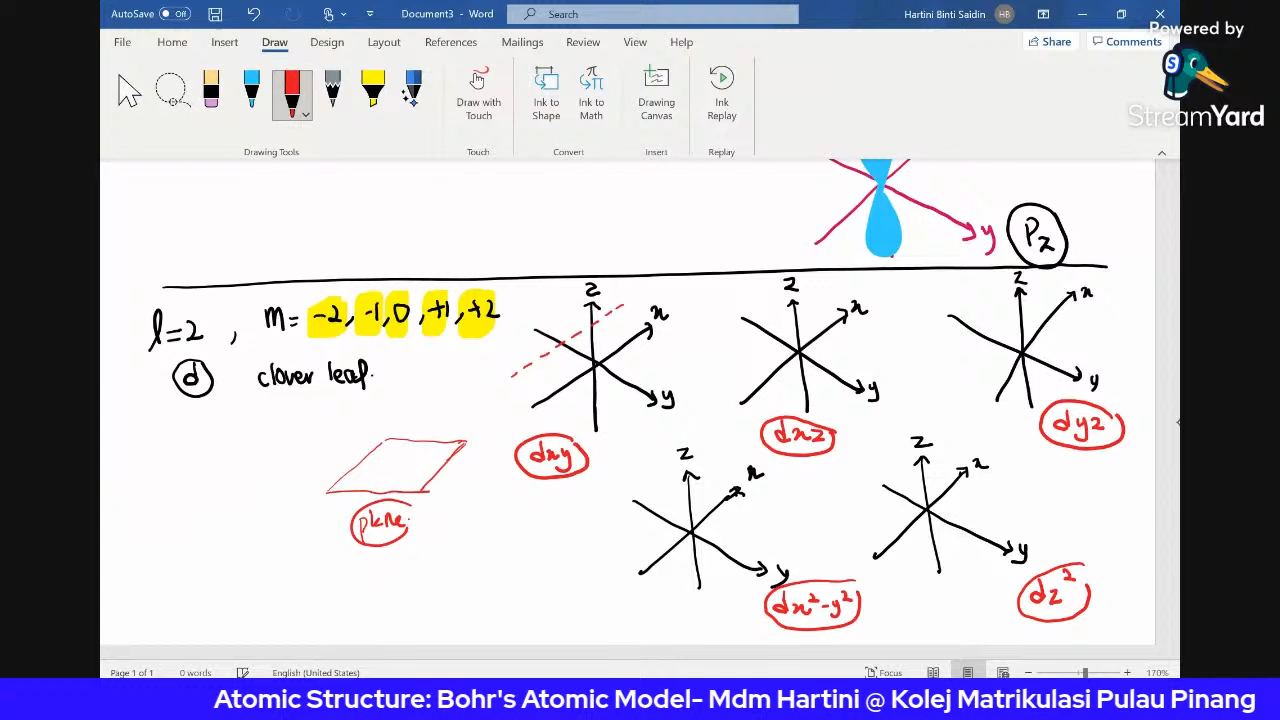 AutoSave Off Document3 - Word Search Hartini Binti Saidin HB
File Home Insert Draw Design Layout References Mailings Review View Help Share Comments
Powered by
StreamYard
Draw with Touch
Ink to Shape
Ink to Math
Drawing Canvas
Ink Replay
Drawing Tools Touch Convert Insert Replay
y
Pz
l=2, m= -2, -1, 0, +1, +2
d clover leaf.
z x y
dxy
z x y
dxz
z x y
dyz
plane.
z x y
dx²-y²
z x y
dz²
Page 1 of 1 0 words English (United States) Focus 170%
Atomic Structure: Bohr's Atomic Model- Mdm Hartini @ Kolej Matrikulasi Pulau Pinang